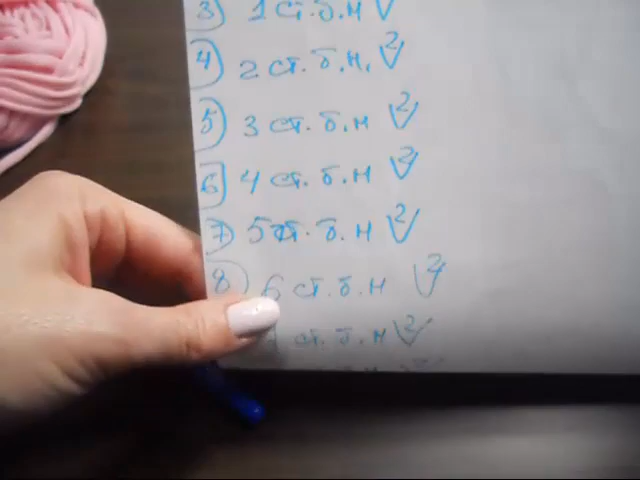 3) 1 ст. б. н V
4) 2 ст. б. н. V2
5) 3 ст. б. н V2
6) 4 ст. б. н V2
7) 5 ст. б. н V2
8) 6 ст. б. н V2
ст. б. н V2